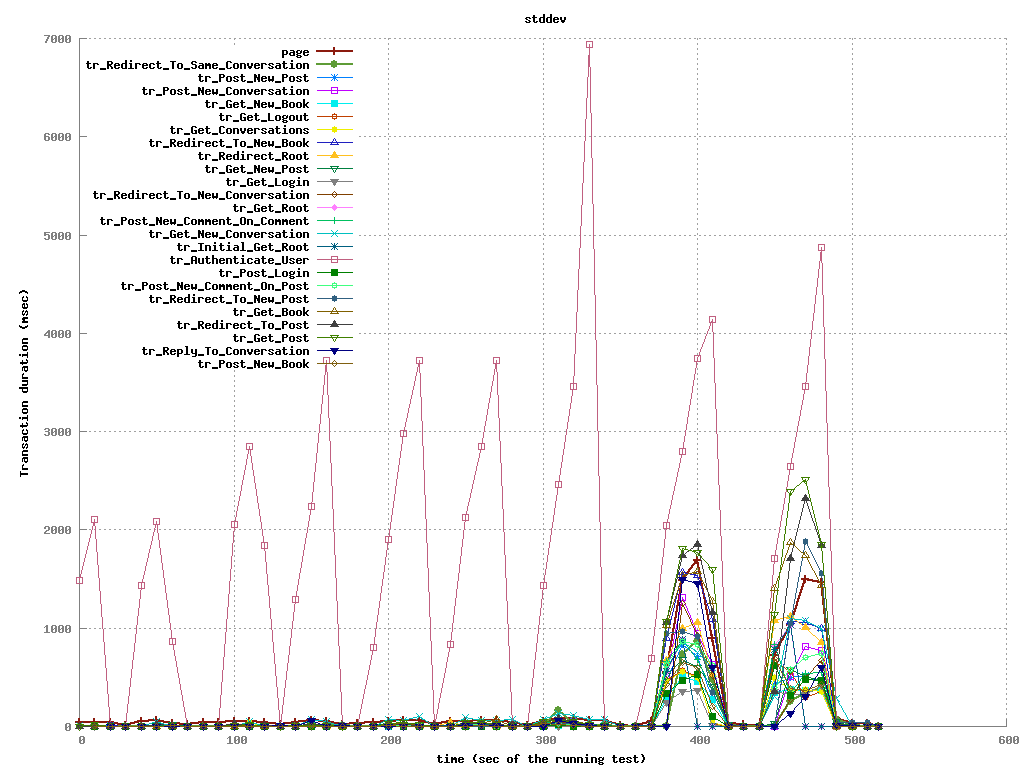 stddev
7000
6000
5000
4000
3000
2000
1000
0
Transaction duration (msec)
page
tr_Redirect_To_Same_Conversation
tr_Post_New_Post
tr_Post_New_Conversation
tr_Get_New_Book
tr_Get_Logout
tr_Get_Conversations
tr_Redirect_To_New_Book
tr_Redirect_Root
tr_Get_New_Post
tr_Get_Login
tr_Redirect_To_New_Conversation
tr_Get_Root
tr_Post_New_Comment_On_Comment
tr_Get_New_Conversation
tr_Initial_Get_Root
tr_Authenticate_User
tr_Post_Login
tr_Post_New_Comment_On_Post
tr_Redirect_To_New_Post
tr_Get_Book
tr_Redirect_To_Post
tr_Get_Post
tr_Reply_To_Conversation
tr_Post_New_Book
0 100 200 300 400 500 600
time (sec of the running test)